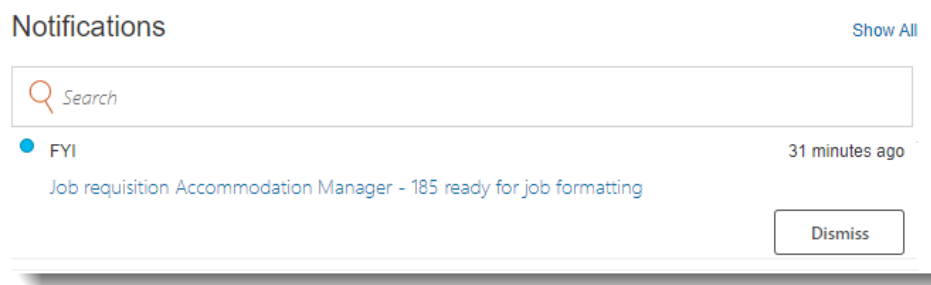 Notifications
Show All
Search
FYI
31 minutes ago
Job requisition Accommodation Manager - 185 ready for job formatting
Dismiss